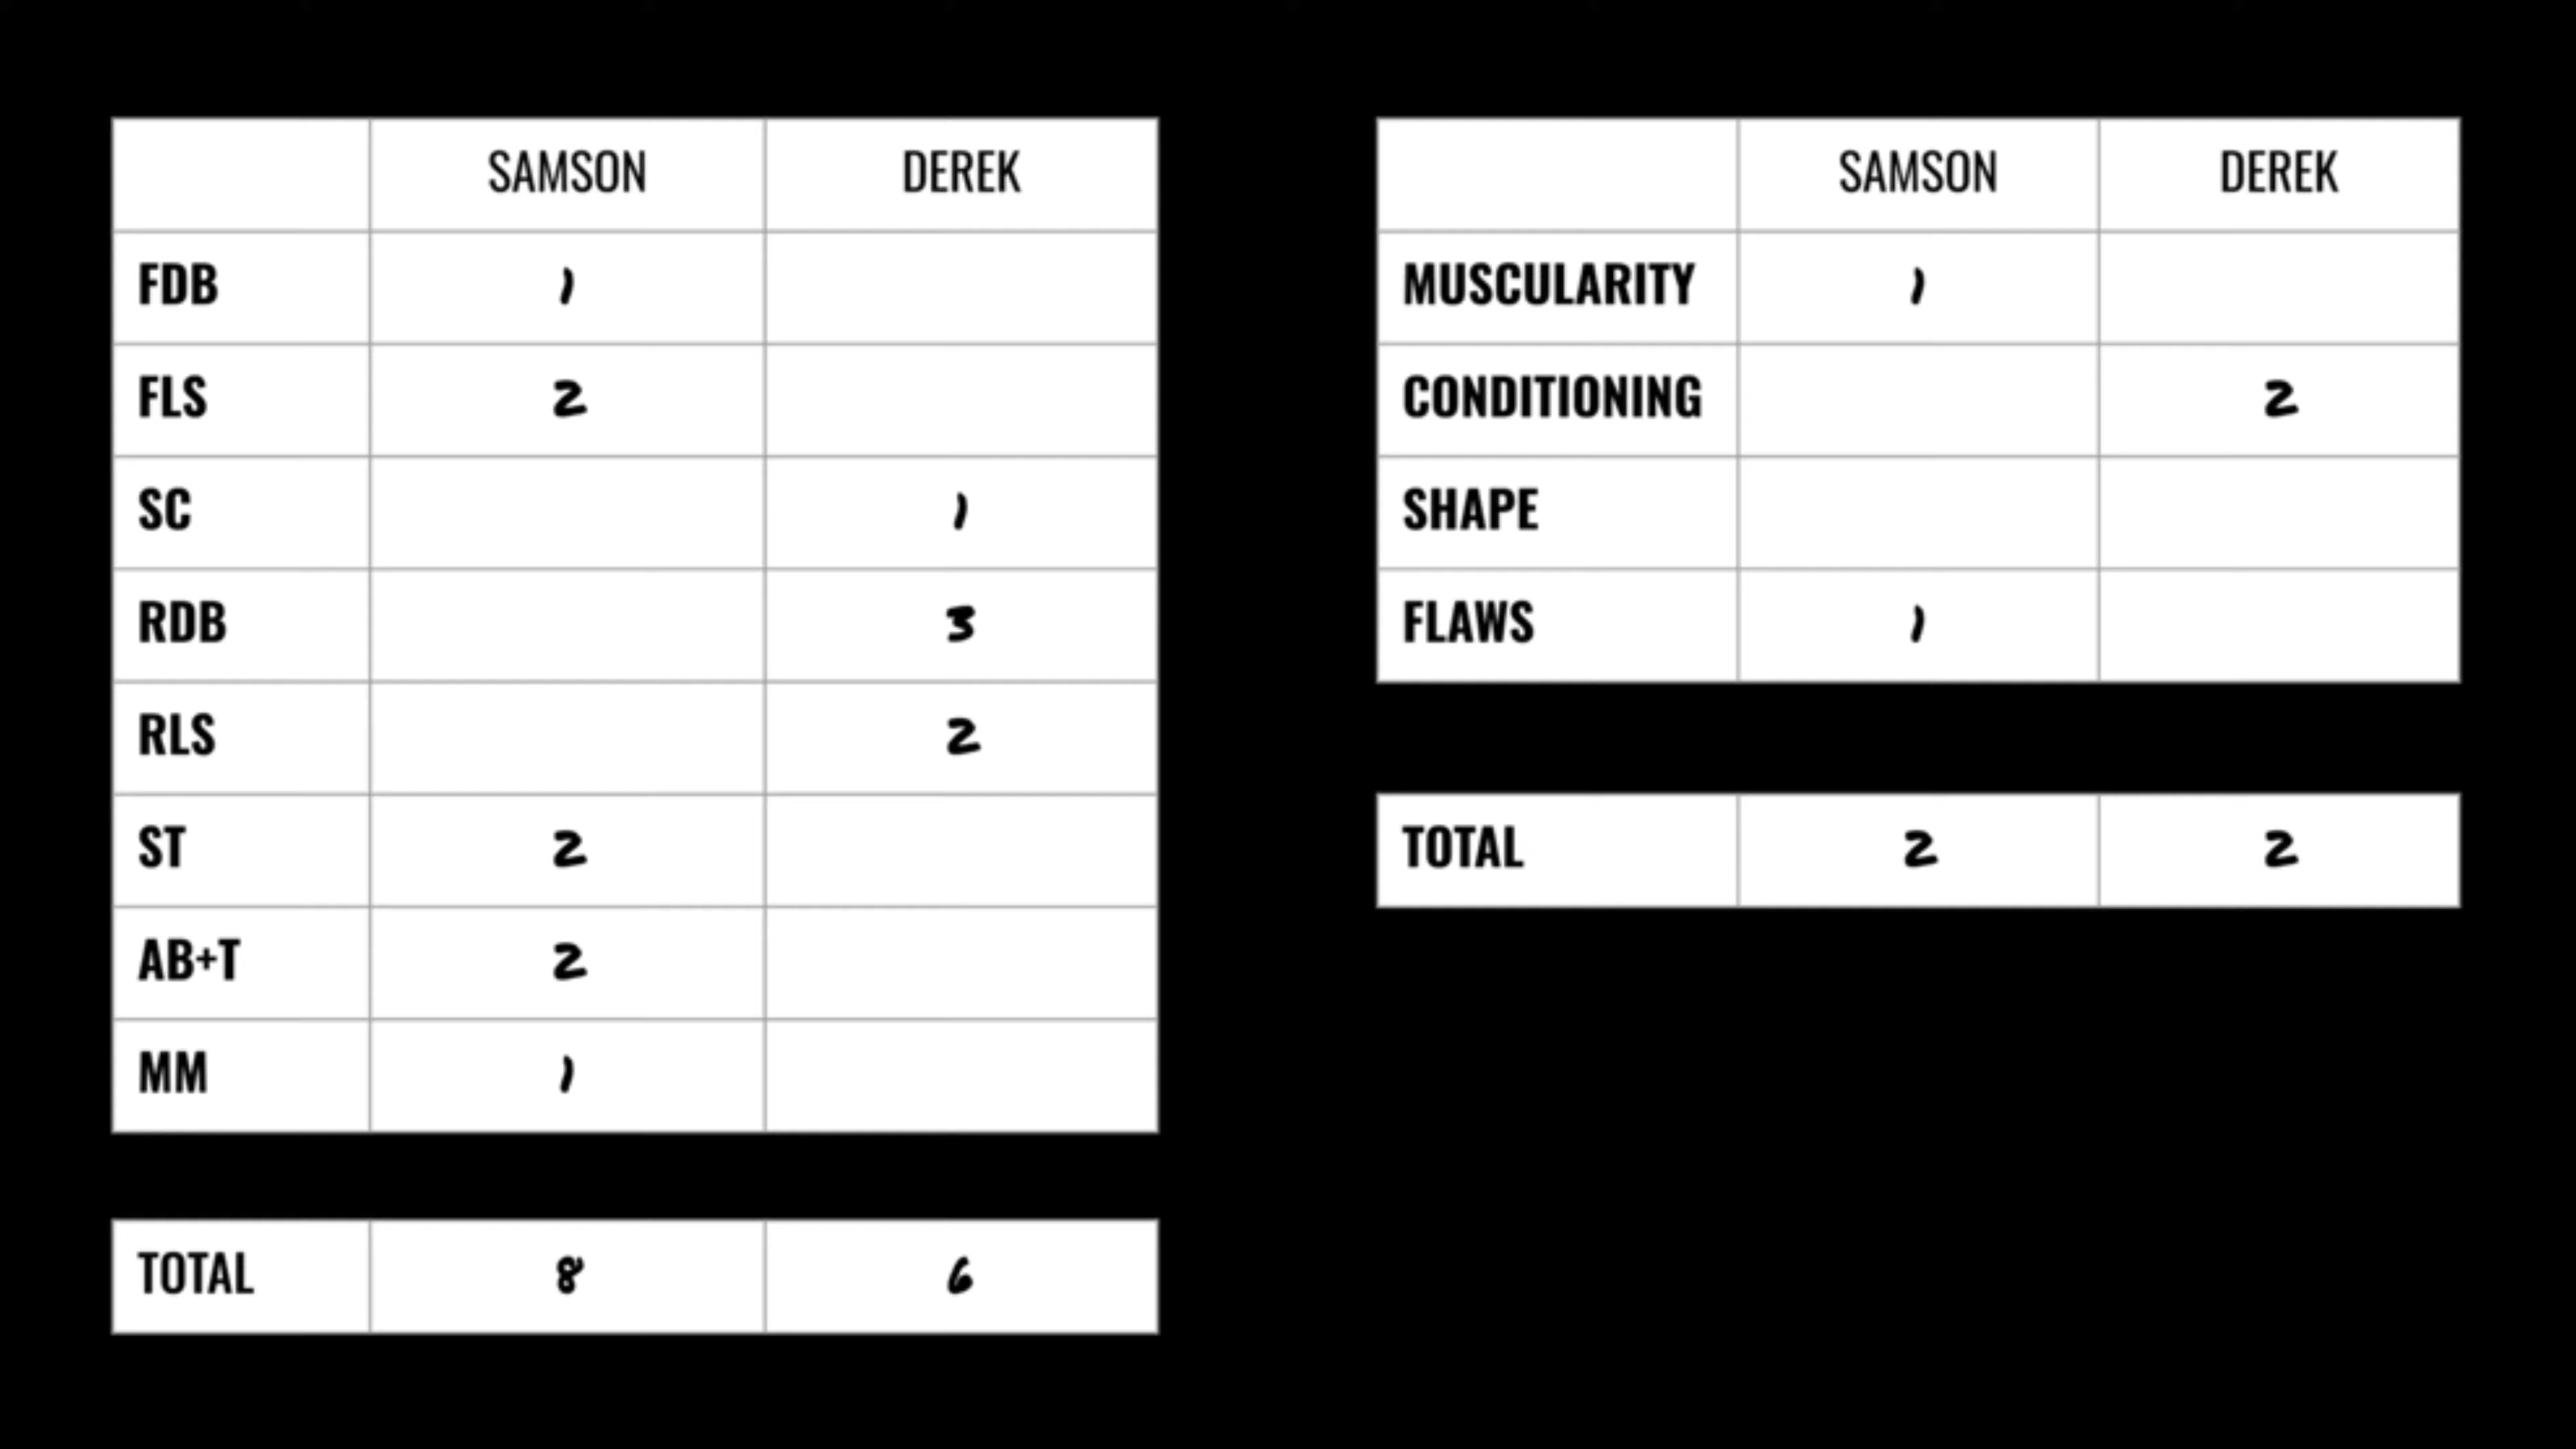 SAMSON DEREK
FDB 1
FLS 2
SC 1
RDB 3
RLS 2
ST 2
AB+T 2
MM 1
TOTAL 8 6
SAMSON DEREK
MUSCULARITY 1
CONDITIONING 2
SHAPE
FLAWS 1
TOTAL 2 2